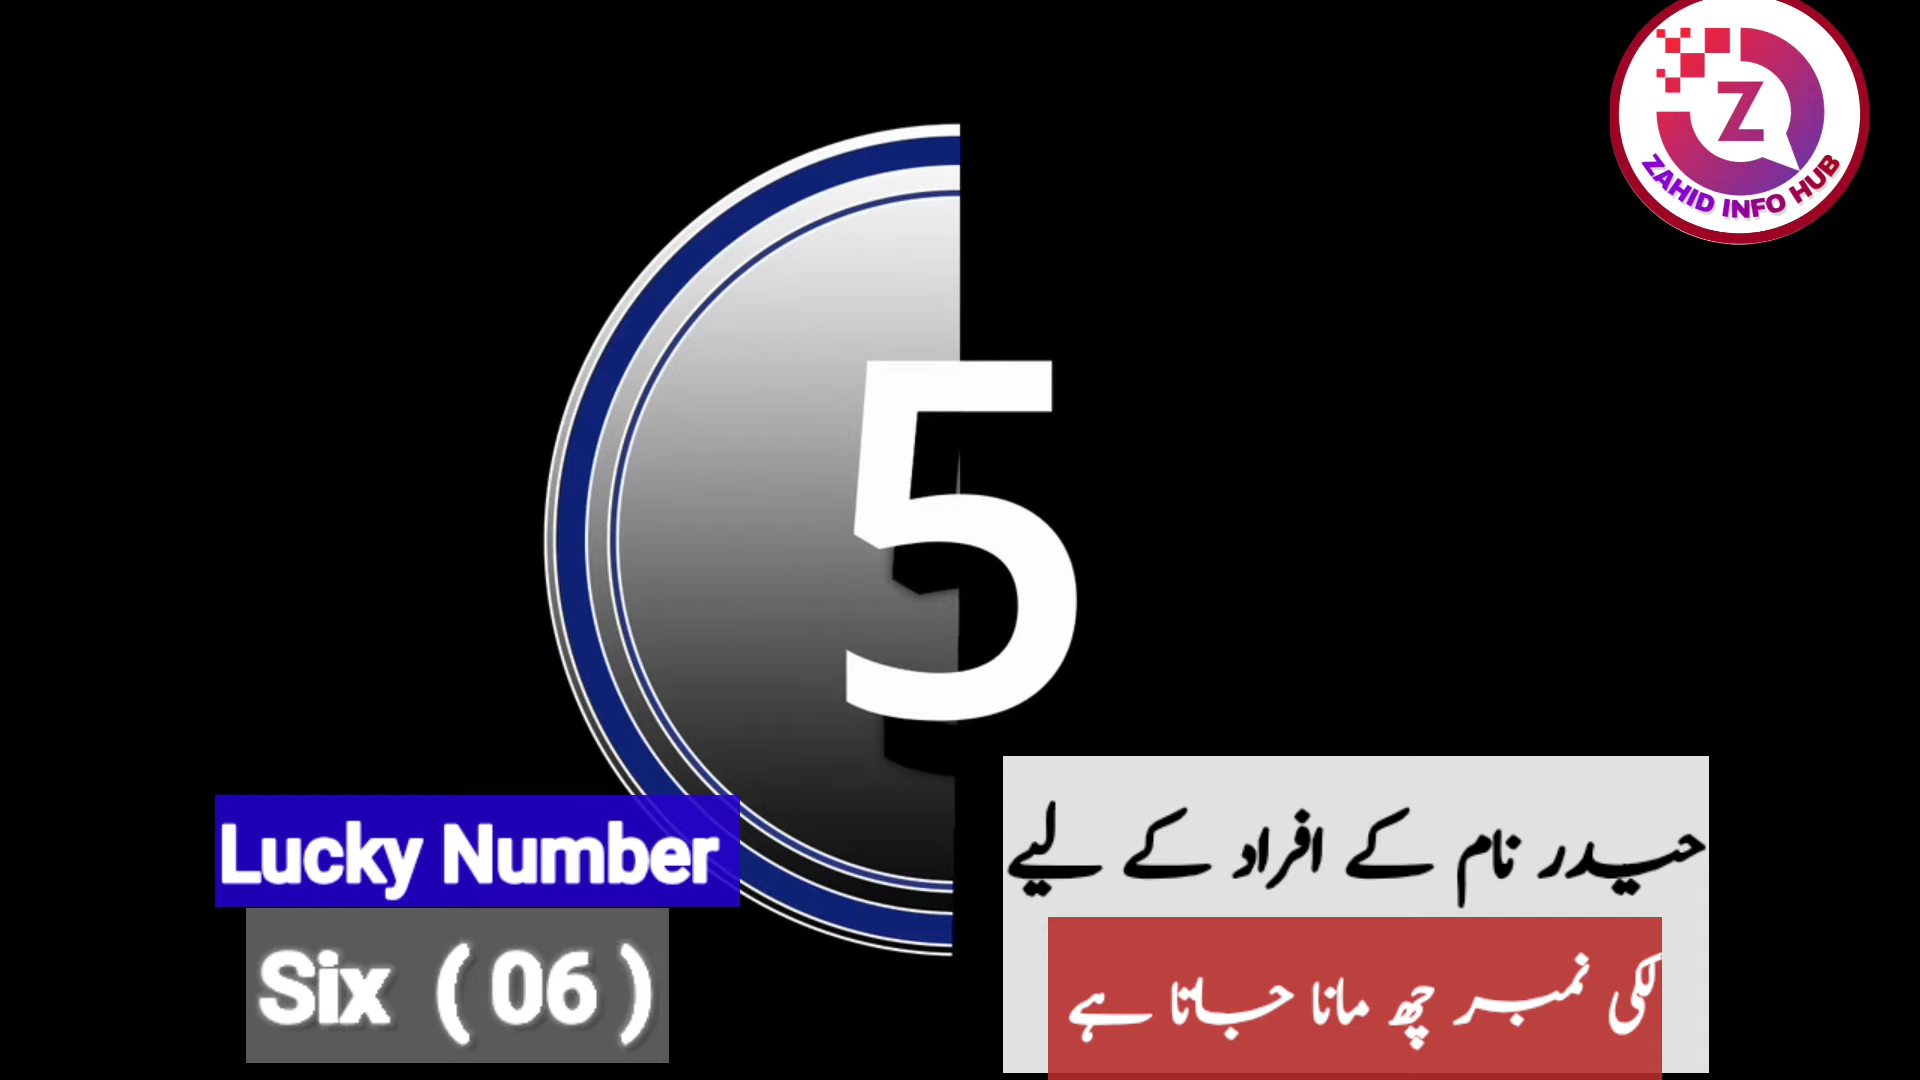 Z
ZAHID INFO HUB
5
Lucky Number
Six ( 06 )
حیدر نام کے افراد کے لیے
لکی نمبر چھ مانا جاتا ہے